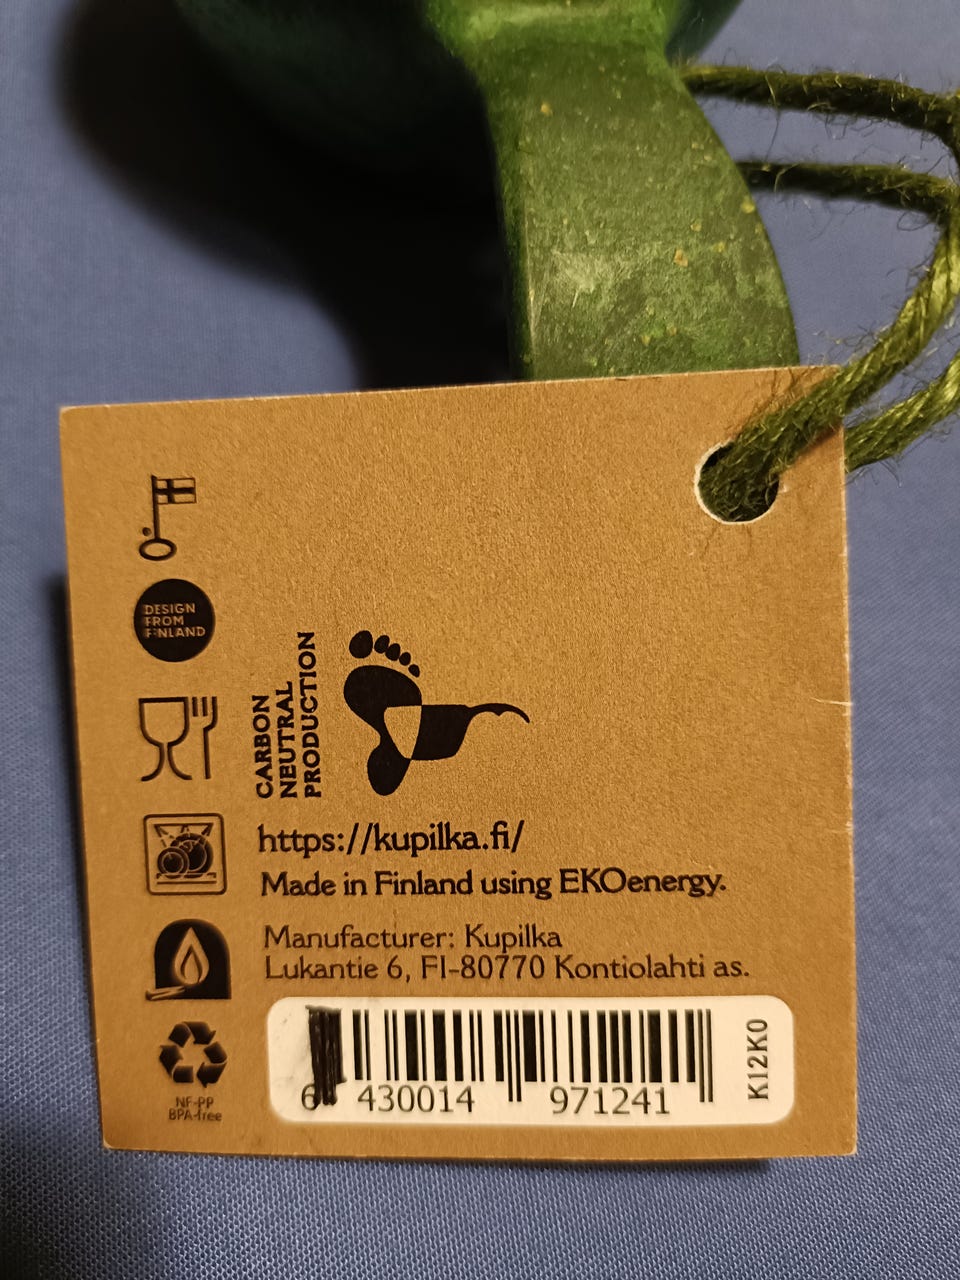 DESIGN
FROM
FINLAND
CARBON
NEUTRAL
PRODUCTION
https://kupilka.fi/
Made in Finland using EKOenergy.
Manufacturer: Kupilka
Lukantie 6, FI-80770 Kontiolahti as.
NF-PP
BPA-free
6 430014 971241
K12K0